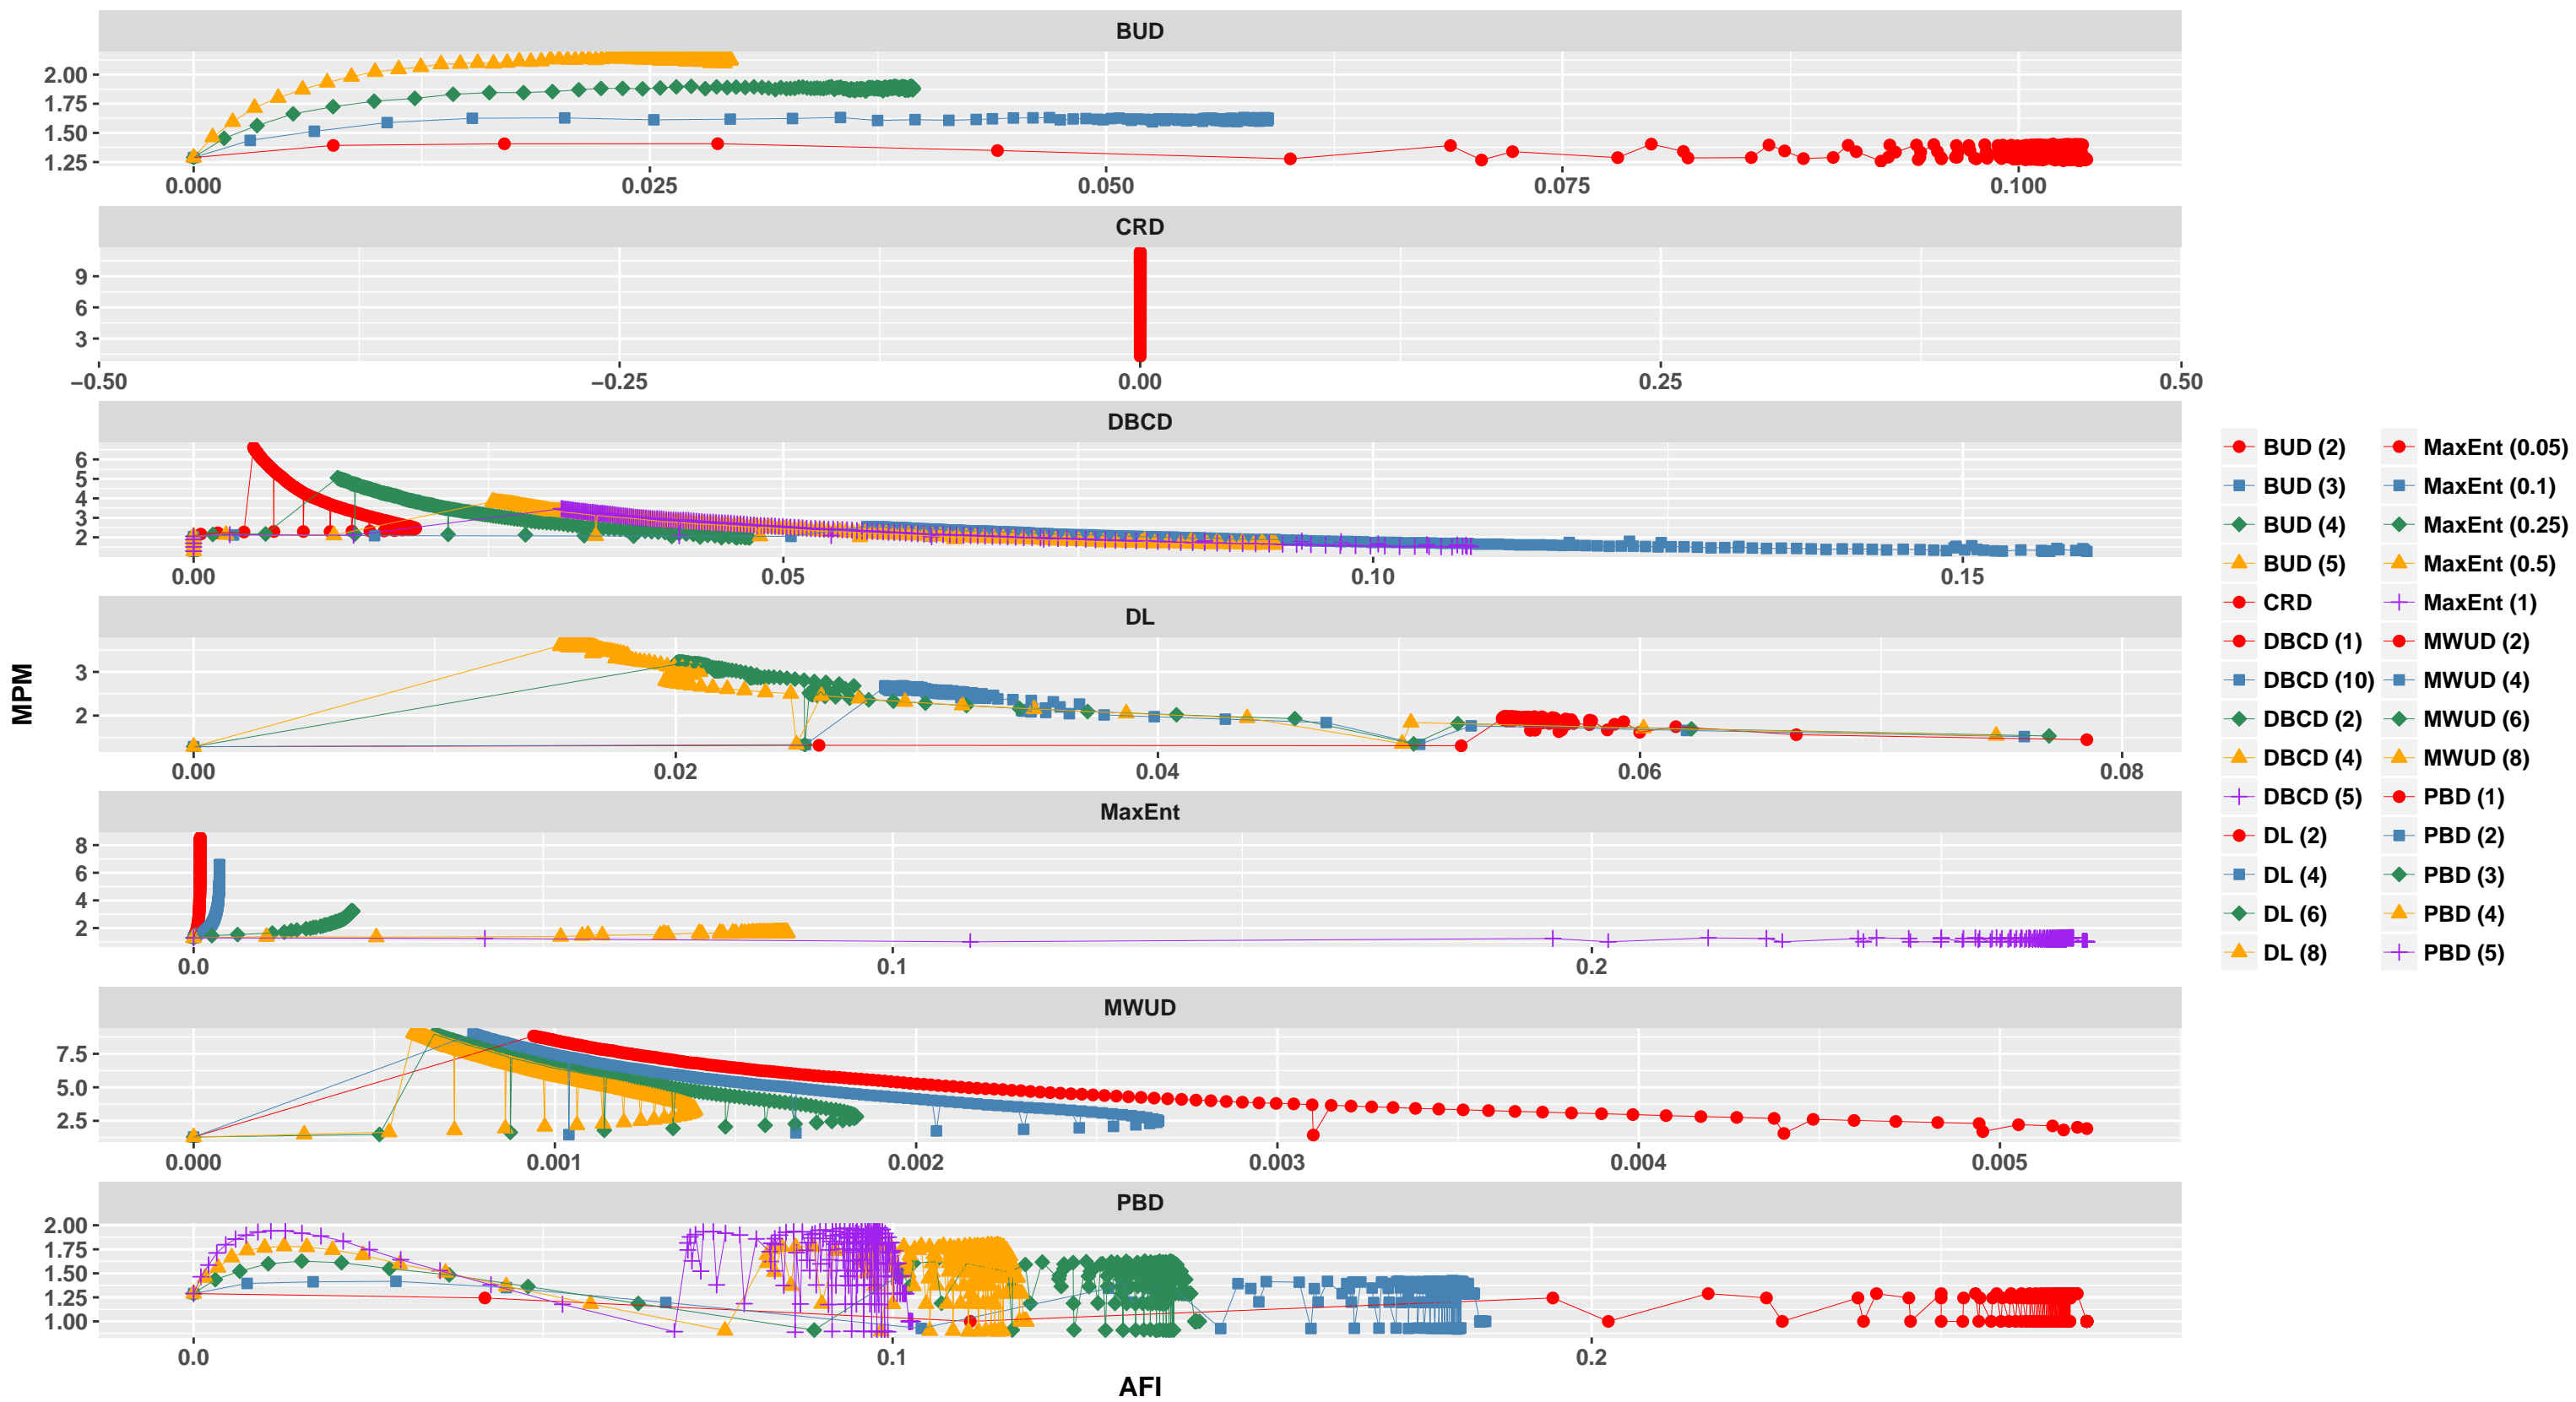 BUD
2.00
1.75
1.50
1.25
0.000 0.025 0.050 0.075 0.100
CRD
9
6
3
−0.50 −0.25 0.00 0.25 0.50
DBCD
6
5
4
3
2
0.00 0.05 0.10 0.15
DL
3
2
0.00 0.02 0.04 0.06 0.08
MaxEnt
8
6
4
2
0.0 0.1 0.2
MWUD
7.5
5.0
2.5
0.000 0.001 0.002 0.003 0.004 0.005
PBD
2.00
1.75
1.50
1.25
1.00
0.0 0.1 0.2
AFI
MPM
BUD (2) MaxEnt (0.05)
BUD (3) MaxEnt (0.1)
BUD (4) MaxEnt (0.25)
BUD (5) MaxEnt (0.5)
CRD MaxEnt (1)
DBCD (1) MWUD (2)
DBCD (10) MWUD (4)
DBCD (2) MWUD (6)
DBCD (4) MWUD (8)
DBCD (5) PBD (1)
DL (2) PBD (2)
DL (4) PBD (3)
DL (6) PBD (4)
DL (8) PBD (5)